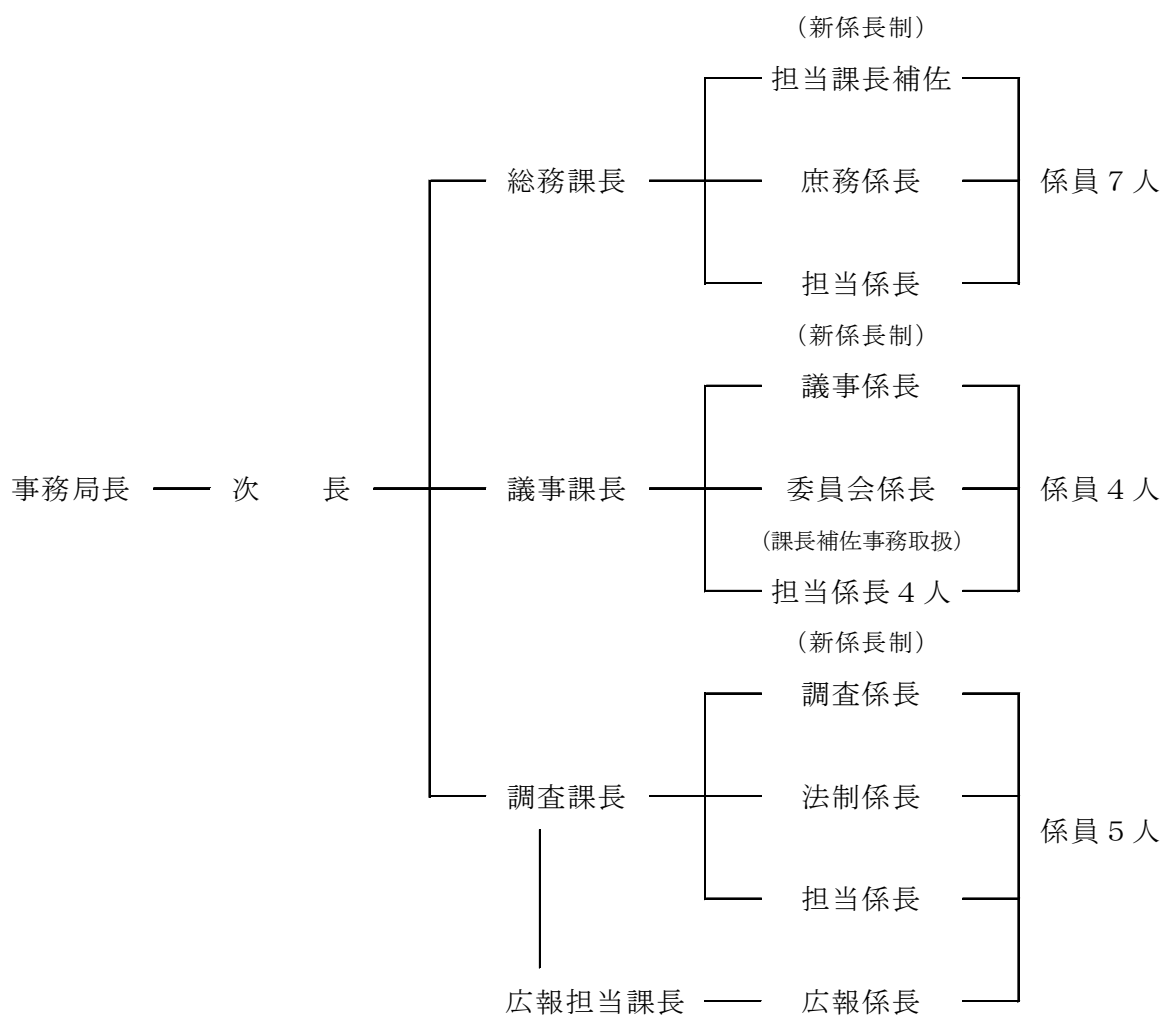 （新係長制）
担当課長補佐
総務課長
庶務係長
係員７人
担当係長
（新係長制）
議事係長
事務局長
次　　長
議事課長
委員会係長
係員４人
（課長補佐事務取扱）
担当係長４人
（新係長制）
調査係長
調査課長
法制係長
係員５人
担当係長
広報担当課長
広報係長